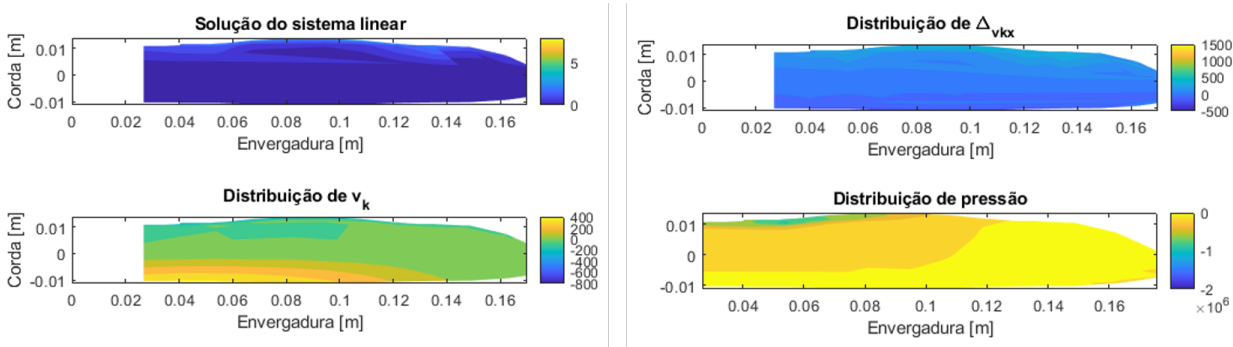 Solução do sistema linear
Corda [m]
0.01
0
-0.01
0 0.02 0.04 0.06 0.08 0.1 0.12 0.14 0.16
Envergadura [m]
5
0
Distribuição de Δvkx
Corda [m]
0.01
0
-0.01
0 0.02 0.04 0.06 0.08 0.1 0.12 0.14 0.16
Envergadura [m]
1500
1000
500
0
-500
Distribuição de vk
Corda [m]
0.01
0
-0.01
0 0.02 0.04 0.06 0.08 0.1 0.12 0.14 0.16
Envergadura [m]
400
200
0
-200
-400
-600
-800
Distribuição de pressão
Corda [m]
0.01
0
-0.01
0.04 0.06 0.08 0.1 0.12 0.14 0.16
Envergadura [m]
0
-1
-2
×10⁶